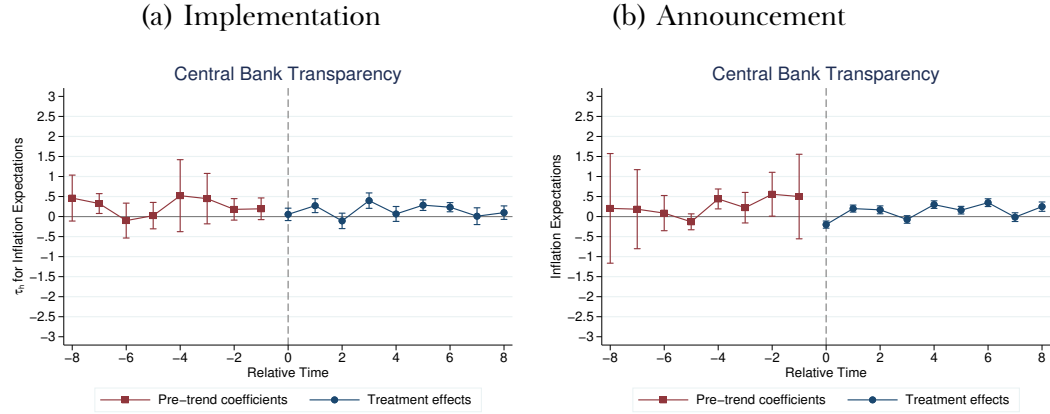 (a) Implementation
Central Bank Transparency
τh for Inflation Expectations
3
2.5
2
1.5
1
.5
0
−.5
−1
−1.5
−2
−2.5
−3
−8 −6 −4 −2 0 2 4 6 8
Relative Time
Pre−trend coefficients Treatment effects
(b) Announcement
Central Bank Transparency
Inflation Expectations
3
2.5
2
1.5
1
.5
0
−.5
−1
−1.5
−2
−2.5
−3
−8 −6 −4 −2 0 2 4 6 8
Relative Time
Pre−trend coefficients Treatment effects